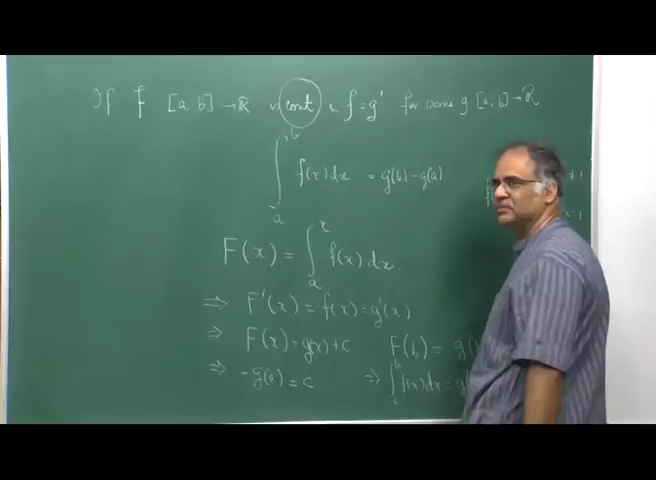 If f [a, b] → ℝ is cont & f = g' for some g [a, b] → ℝ
∫_a^b f(x) dx = g(b) - g(a)
F(x) = ∫_a^x f(x) dx.
⇒ F'(x) = f(x) = g'(x)
⇒ F(x) = g(x) + c F(b) = g(
⇒ -g(a) = c ⇒ ∫ f(x) dx = g(